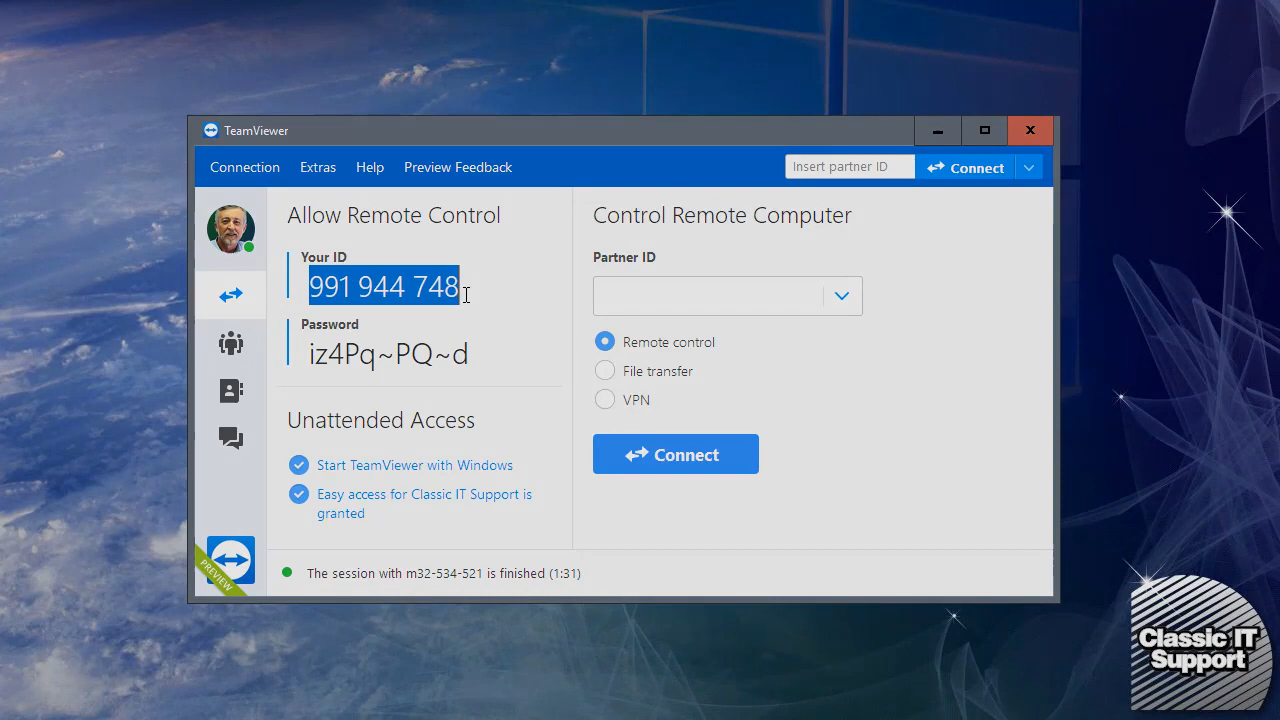 TeamViewer
Connection Extras Help Preview Feedback Insert partner ID Connect
Allow Remote Control
Your ID
991 944 748
Password
iz4Pq~PQ~d
Unattended Access
Start TeamViewer with Windows
Easy access for Classic IT Support is
granted
Control Remote Computer
Partner ID
Remote control
File transfer
VPN
Connect
PREVIEW
The session with m32-534-521 is finished (1:31)
Classic IT
Support